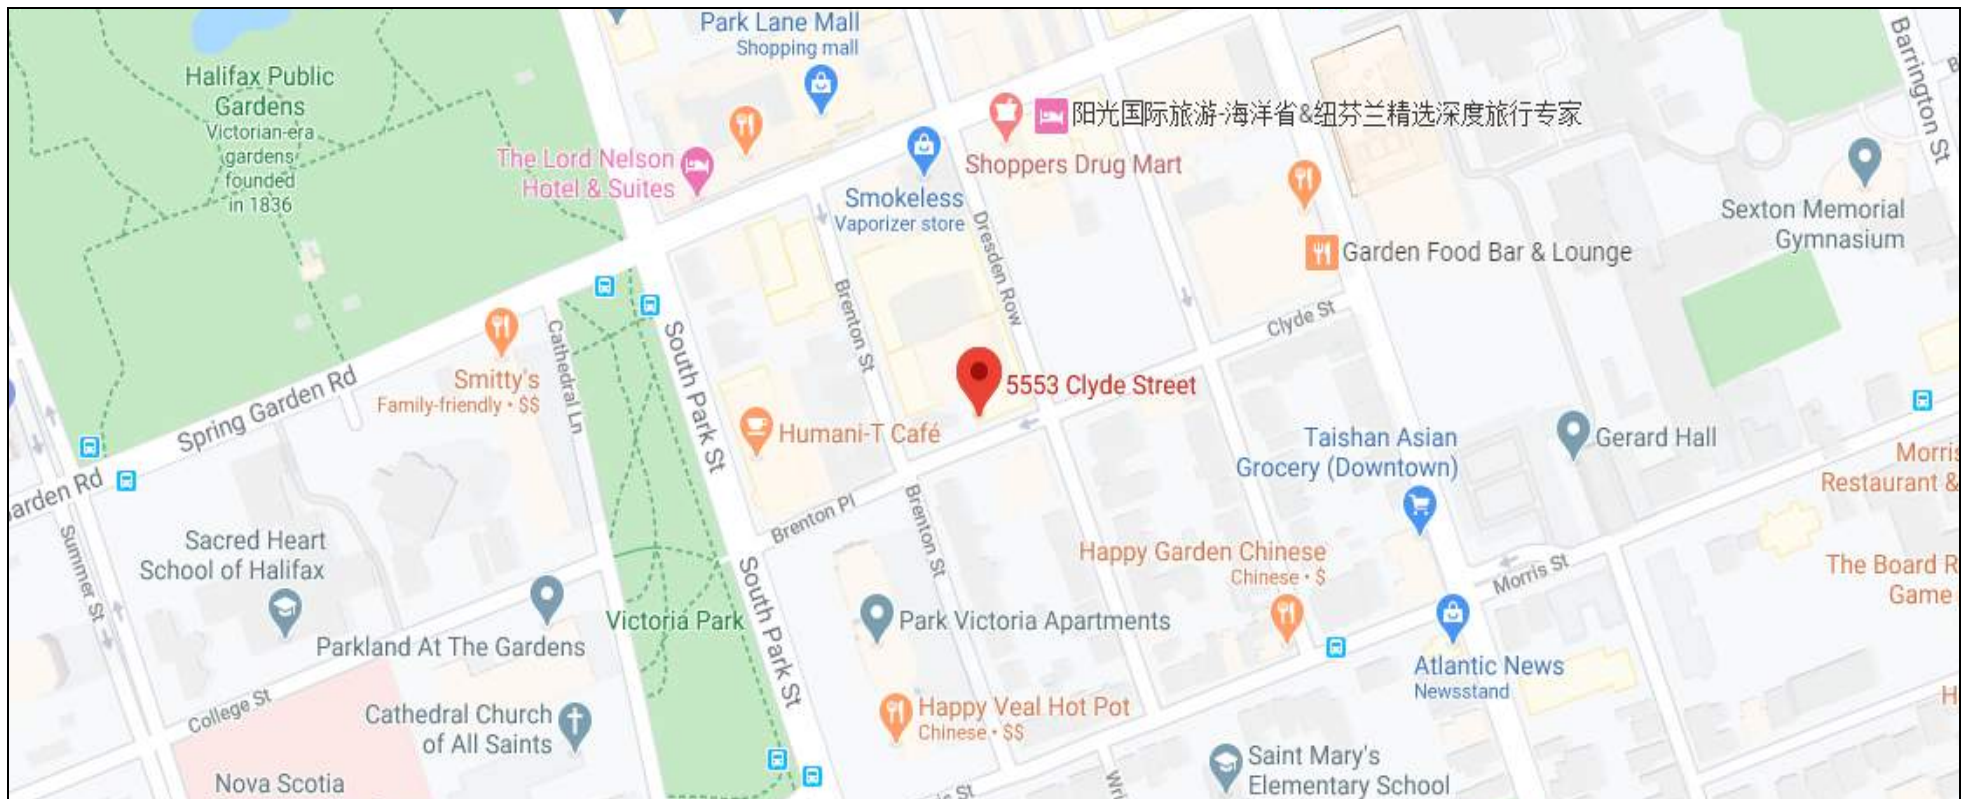 Park Lane Mall
Shopping mall
Halifax Public
Gardens
Victorian-era
gardens
founded
in 1836
Barrington St
阳光国际旅游-海洋省&纽芬兰精选深度旅行专家
The Lord Nelson
Hotel & Suites
Shoppers Drug Mart
Smokeless
Vaporizer store
Sexton Memorial
Gymnasium
Dresden Row
Garden Food Bar & Lounge
Brenton St
Clyde St
Cathedral Ln
South Park St
Smitty's
Family-friendly • $$
5553 Clyde Street
Spring Garden Rd
Humani-T Café
Taishan Asian
Grocery (Downtown)
Gerard Hall
Morris
Restaurant &
arden Rd
Brenton Pl
Brenton St
Summer St
Sacred Heart
School of Halifax
Happy Garden Chinese
Chinese • $
Morris St
The Board R
Game
South Park St
Victoria Park
Park Victoria Apartments
Parkland At The Gardens
Atlantic News
Newsstand
College St
Cathedral Church
of All Saints
Happy Veal Hot Pot
Chinese • $$
H
Saint Mary's
Elementary School
Nova Scotia
Wri
St